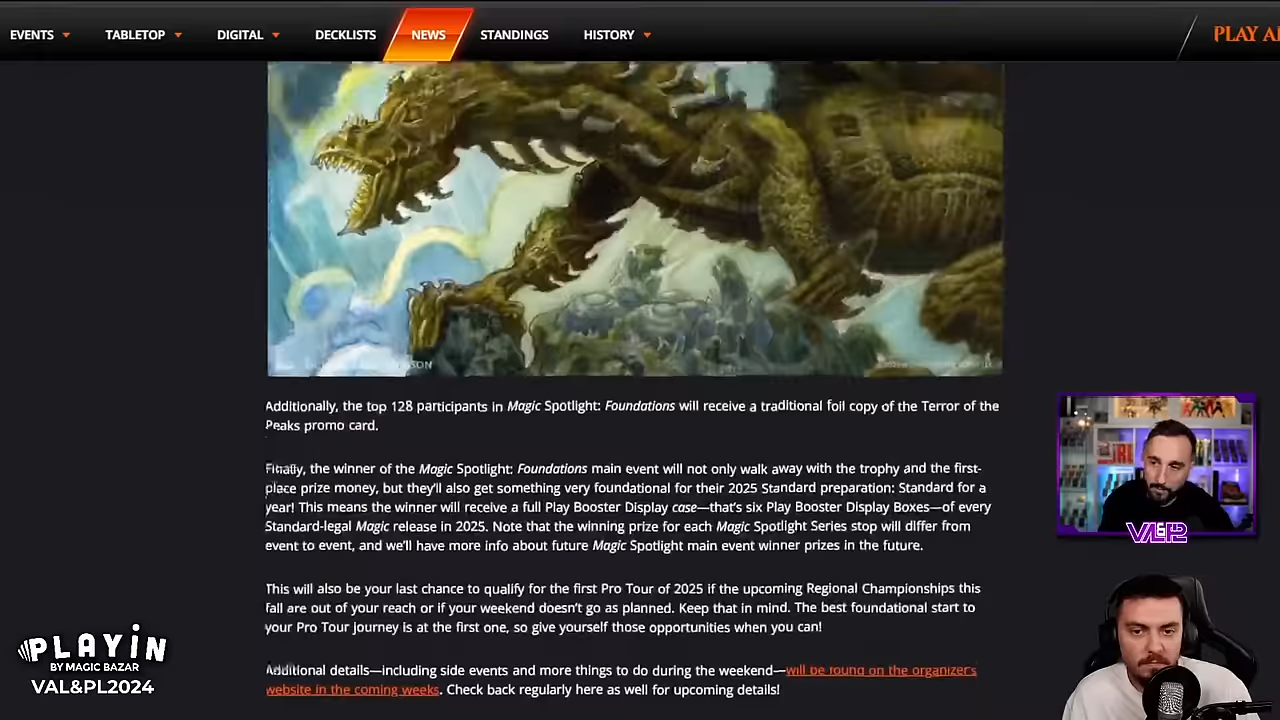 EVENTS TABLETOP DIGITAL DECKLISTS NEWS STANDINGS HISTORY PLAY
Additionally, the top 128 participants in Magic Spotlight: Foundations will receive a traditional foil copy of the Terror of the
Peaks promo card.
Finally, the winner of the Magic Spotlight: Foundations main event will not only walk away with the trophy and the first-
place prize money, but they'll also get something very foundational for their 2025 Standard preparation: Standard for a
year! This means the winner will receive a full Play Booster Display case—that's six Play Booster Display Boxes—of every
Standard-legal Magic release in 2025. Note that the winning prize for each Magic Spotlight Series stop will differ from
event to event, and we'll have more info about future Magic Spotlight main event winner prizes in the future.
This will also be your last chance to qualify for the first Pro Tour of 2025 if the upcoming Regional Championships this
fall are out of your reach or if your weekend doesn't go as planned. Keep that in mind. The best foundational start to
your Pro Tour journey is at the first one, so give yourself those opportunities when you can!
Additional details—including side events and more things to do during the weekend—will be found on the organizer's
website in the coming weeks. Check back regularly here as well for upcoming details!
PLAYIN
BY MAGIC BAZAR
VAL&PL2024